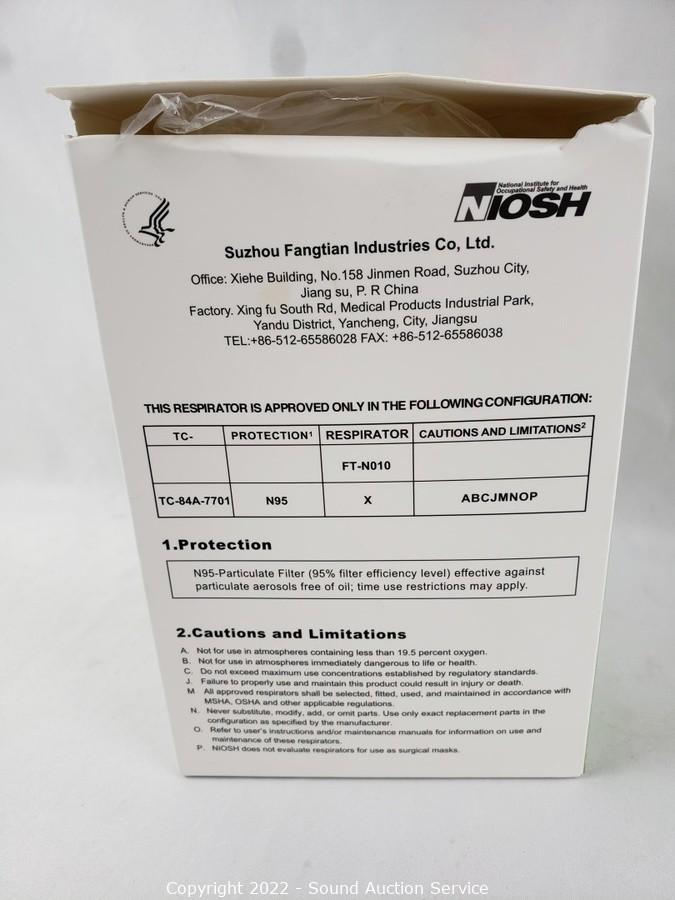 National Institute for
Occupational Safety and Health
NIOSH
Suzhou Fangtian Industries Co, Ltd.
Office: Xiehe Building, No.158 Jinmen Road, Suzhou City,
Jiang su, P. R China
Factory. Xing fu South Rd, Medical Products Industrial Park,
Yandu District, Yancheng, City, Jiangsu
TEL:+86-512-65586028 FAX: +86-512-65586038
THIS RESPIRATOR IS APPROVED ONLY IN THE FOLLOWING CONFIGURATION:
TC- PROTECTION¹ RESPIRATOR CAUTIONS AND LIMITATIONS²
FT-N010
TC-84A-7701 N95 X ABCJMNOP
1.Protection
N95-Particulate Filter (95% filter efficiency level) effective against
particulate aerosols free of oil; time use restrictions may apply.
2.Cautions and Limitations
A. Not for use in atmospheres containing less than 19.5 percent oxygen.
B. Not for use in atmospheres immediately dangerous to life or health.
C. Do not exceed maximum use concentrations established by regulatory standards.
J. Failure to properly use and maintain this product could result in injury or death.
M All approved respirators shall be selected, fitted, used, and maintained in accordance with
MSHA, OSHA and other applicable regulations.
N. Never substitute, modify, add, or omit parts. Use only exact replacement parts in the
configuration as specified by the manufacturer.
O. Refer to user's instructions and/or maintenance manuals for information on use and
maintenance of these respirators.
P. NIOSH does not evaluate respirators for use as surgical masks.
Copyright 2022 - Sound Auction Service